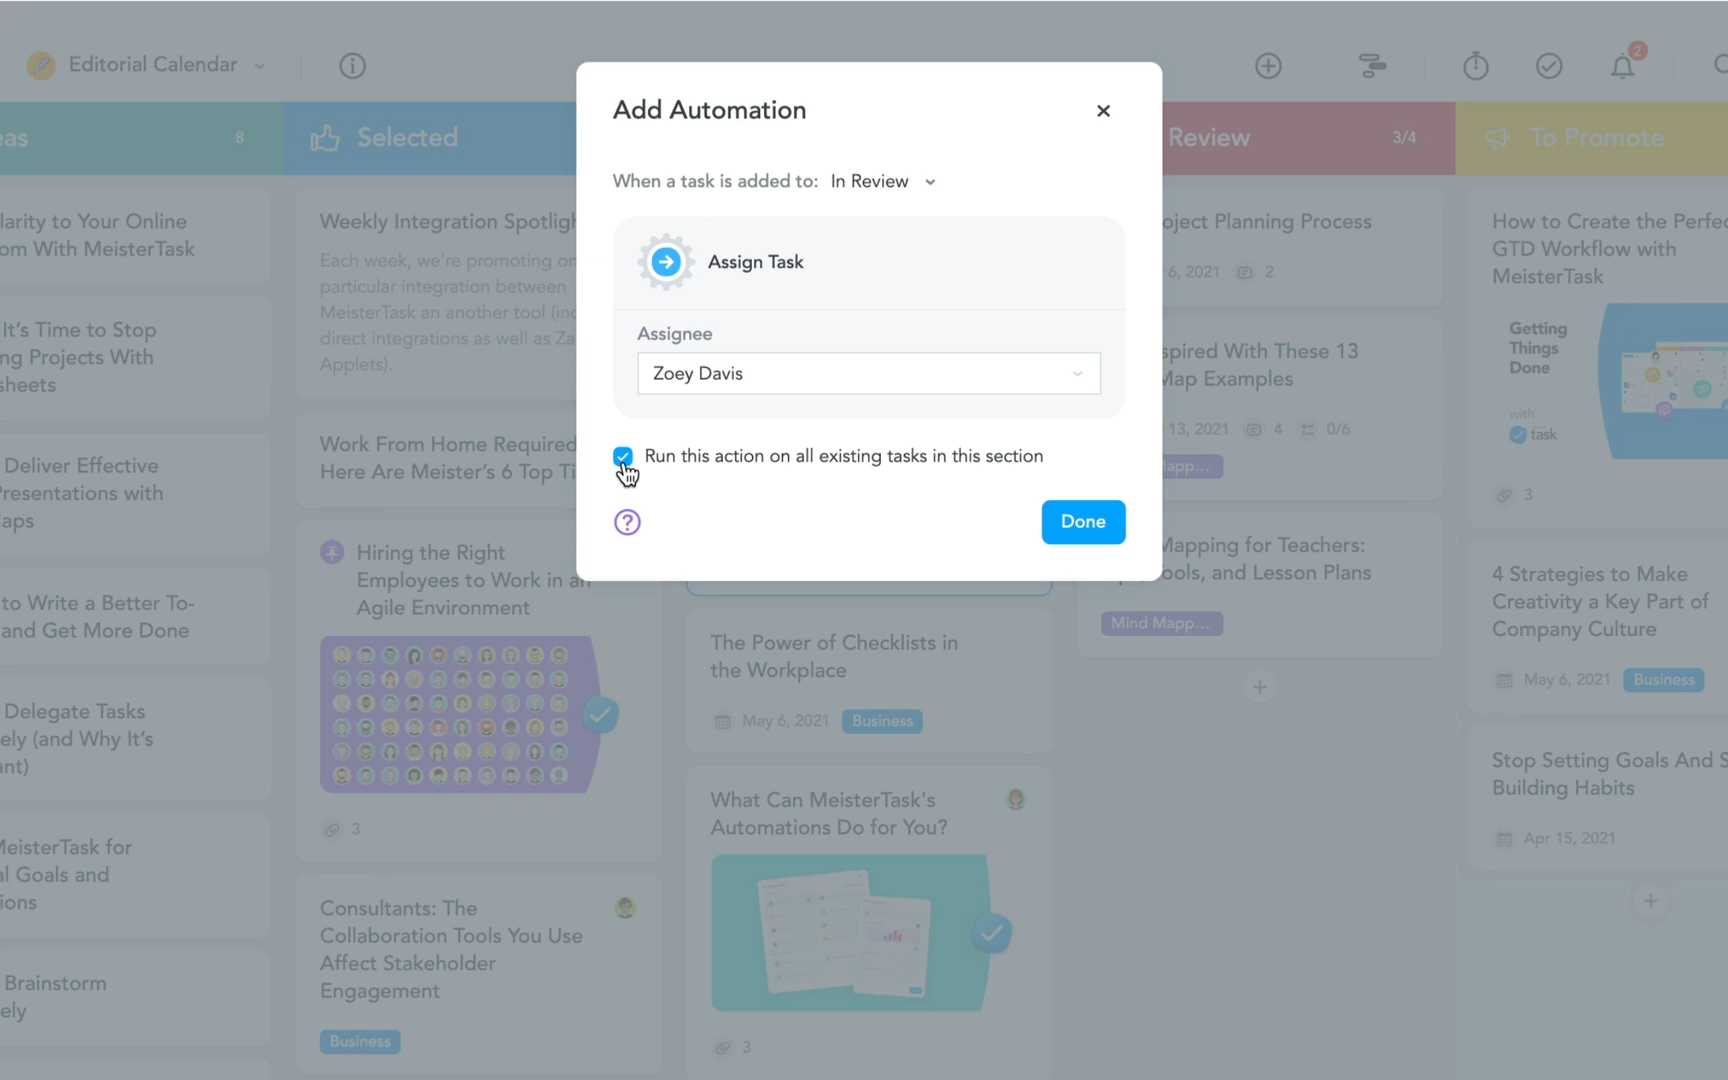 Editorial Calendar
2
eas
8
Selected
Review
3/4
To Promote
larity to Your Online
om With MeisterTask
It's Time to Stop
ng Projects With
sheets
Deliver Effective
resentations with
aps
to Write a Better To-
and Get More Done
Delegate Tasks
ely (and Why It's
ant)
MeisterTask for
al Goals and
ions
Brainstorm
ely
Weekly Integration Spotligh
Each week, we're promoting on
particular integration between
MeisterTask an another tool (inc
direct integrations as well as Za
Applets).
Work From Home Required
Here Are Meister's 6 Top Ti
Hiring the Right
Employees to Work in an
Agile Environment
3
Consultants: The
Collaboration Tools You Use
Affect Stakeholder
Engagement
Business
Add Automation
When a task is added to: In Review
Assign Task
Assignee
Zoey Davis
Run this action on all existing tasks in this section
?
Done
The Power of Checklists in
the Workplace
May 6, 2021
Business
What Can MeisterTask's
Automations Do for You?
3
oject Planning Process
6, 2021
2
spired With These 13
Map Examples
13, 2021
4
0/6
app...
Mapping for Teachers:
ools, and Lesson Plans
Mind Mapp...
How to Create the Perfec
GTD Workflow with
MeisterTask
Getting
Things
Done
with
task
3
4 Strategies to Make
Creativity a Key Part of
Company Culture
May 6, 2021
Business
Stop Setting Goals And S
Building Habits
Apr 15, 2021